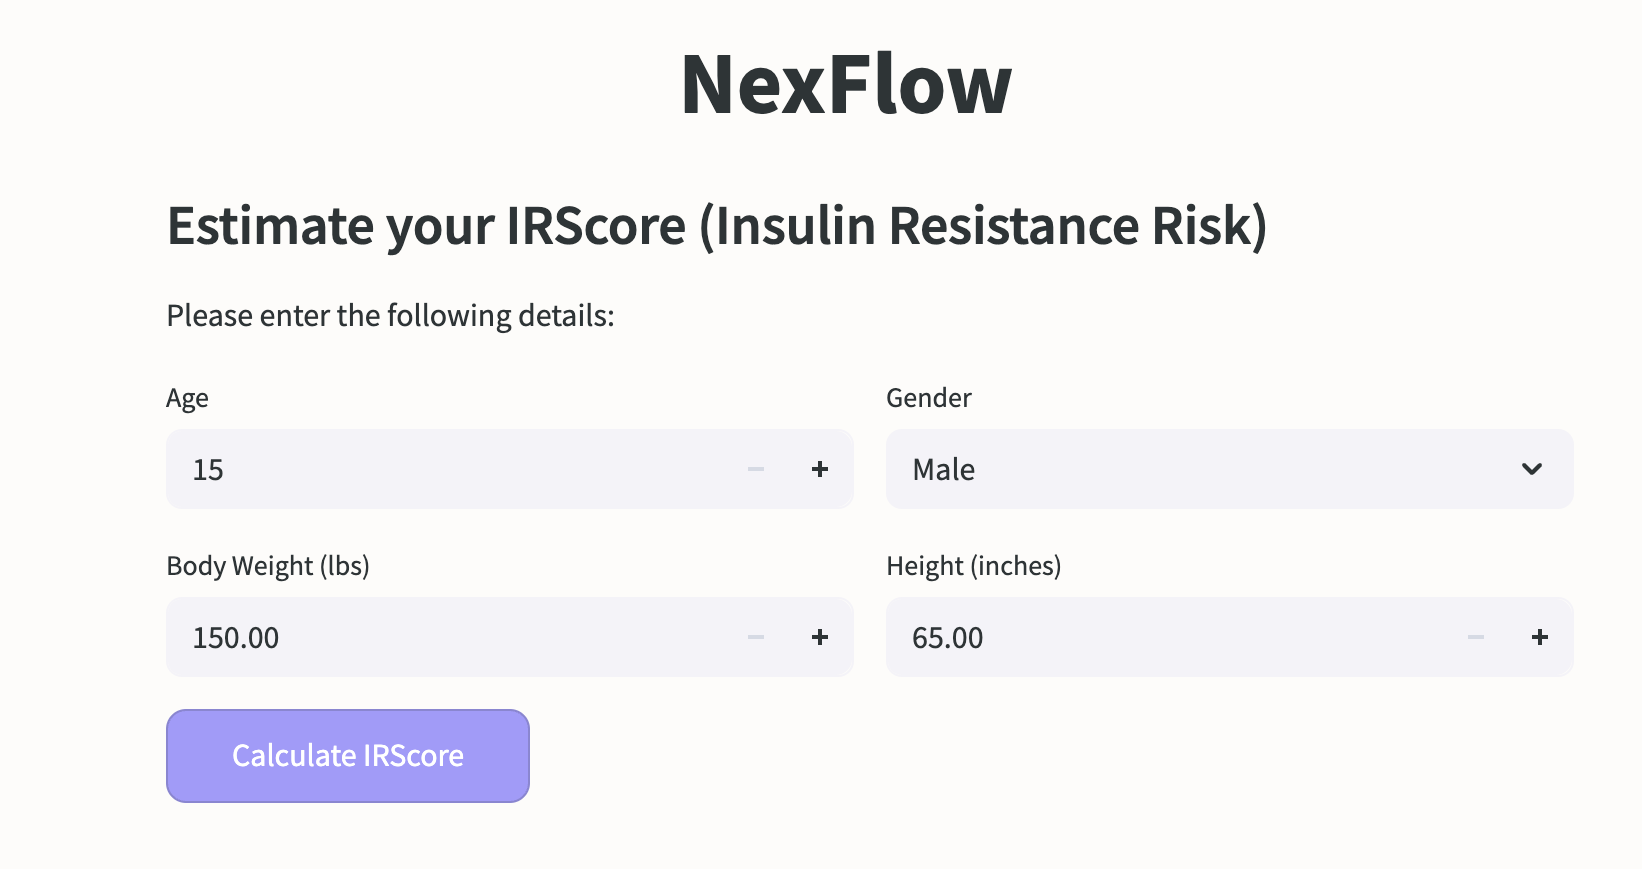 NexFlow
Estimate your IRScore (Insulin Resistance Risk)
Please enter the following details:
Age
Gender
15
Male
Body Weight (lbs)
Height (inches)
150.00
65.00
Calculate IRScore